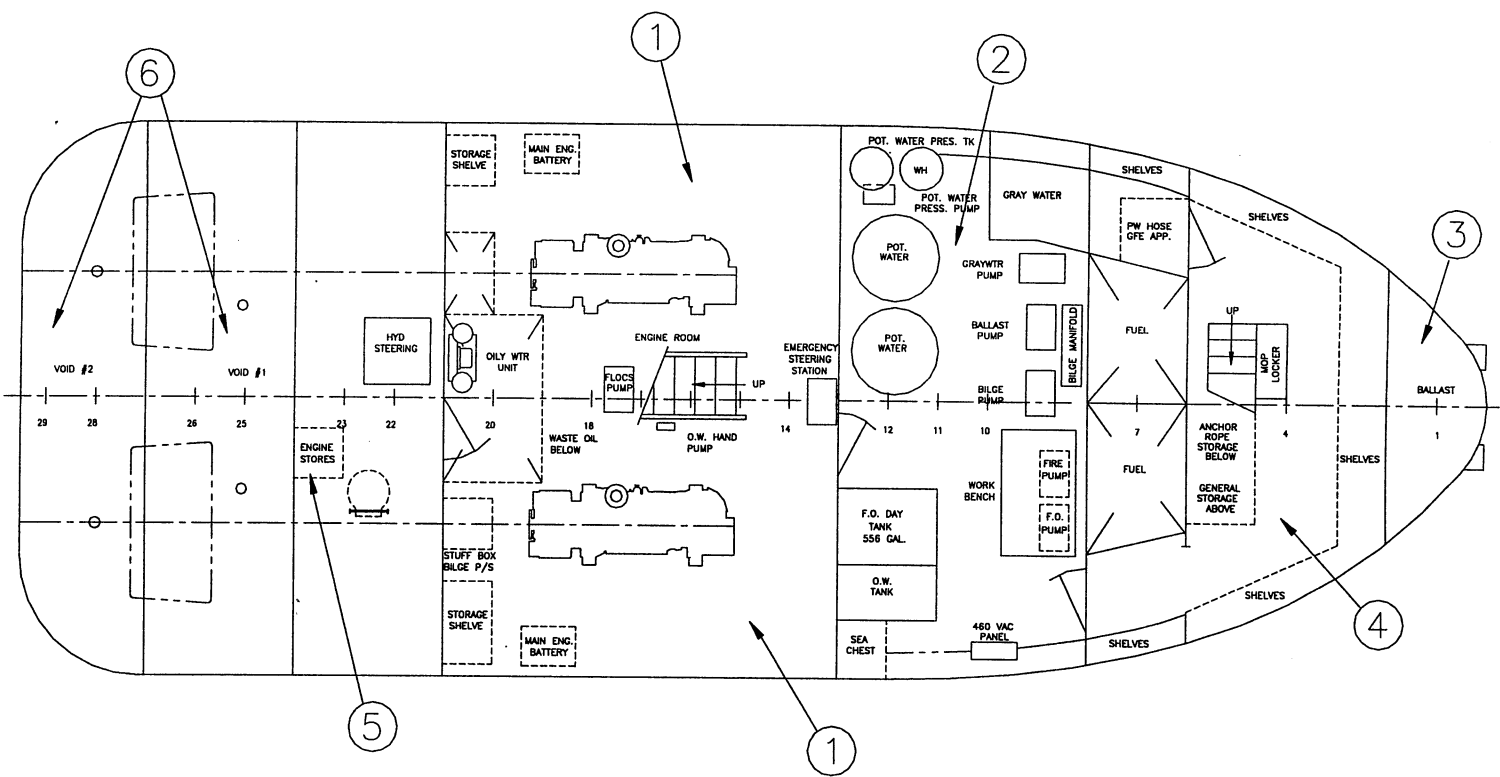 1
6
2
3
POT. WATER PRES. TK
WH
POT. WATER
PRESS. PUMP
GRAY WATER
SHELVES
SHELVES
PW HOSE
GFE APP.
STORAGE
SHELVE
MAIN ENG.
BATTERY
POT.
WATER
GRAYWTR
PUMP
BALLAST
PUMP
BILGE MANIFOLD
FUEL
UP
MOP
LOCKER
BALLAST
HYD
STEERING
OILY WTR
UNIT
ENGINE ROOM
EMERGENCY
STEERING
STATION
POT.
WATER
VOID #2
VOID #1
FLOCS
PUMP
UP
BILGE
PUMP
29
28
26
25
23
22
20
18
14
12
11
10
7
4
1
WASTE OIL
BELOW
O.W. HAND
PUMP
ENGINE
STORES
ANCHOR
ROPE
STORAGE
BELOW
GENERAL
STORAGE
ABOVE
SHELVES
FIRE
PUMP
FUEL
WORK
BENCH
F.O.
PUMP
F.O. DAY
TANK
556 GAL.
STUFF BOX
BILGE P/S
O.W.
TANK
STORAGE
SHELVE
MAIN ENG.
BATTERY
SEA
CHEST
460 VAC
PANEL
SHELVES
SHELVES
4
5
1